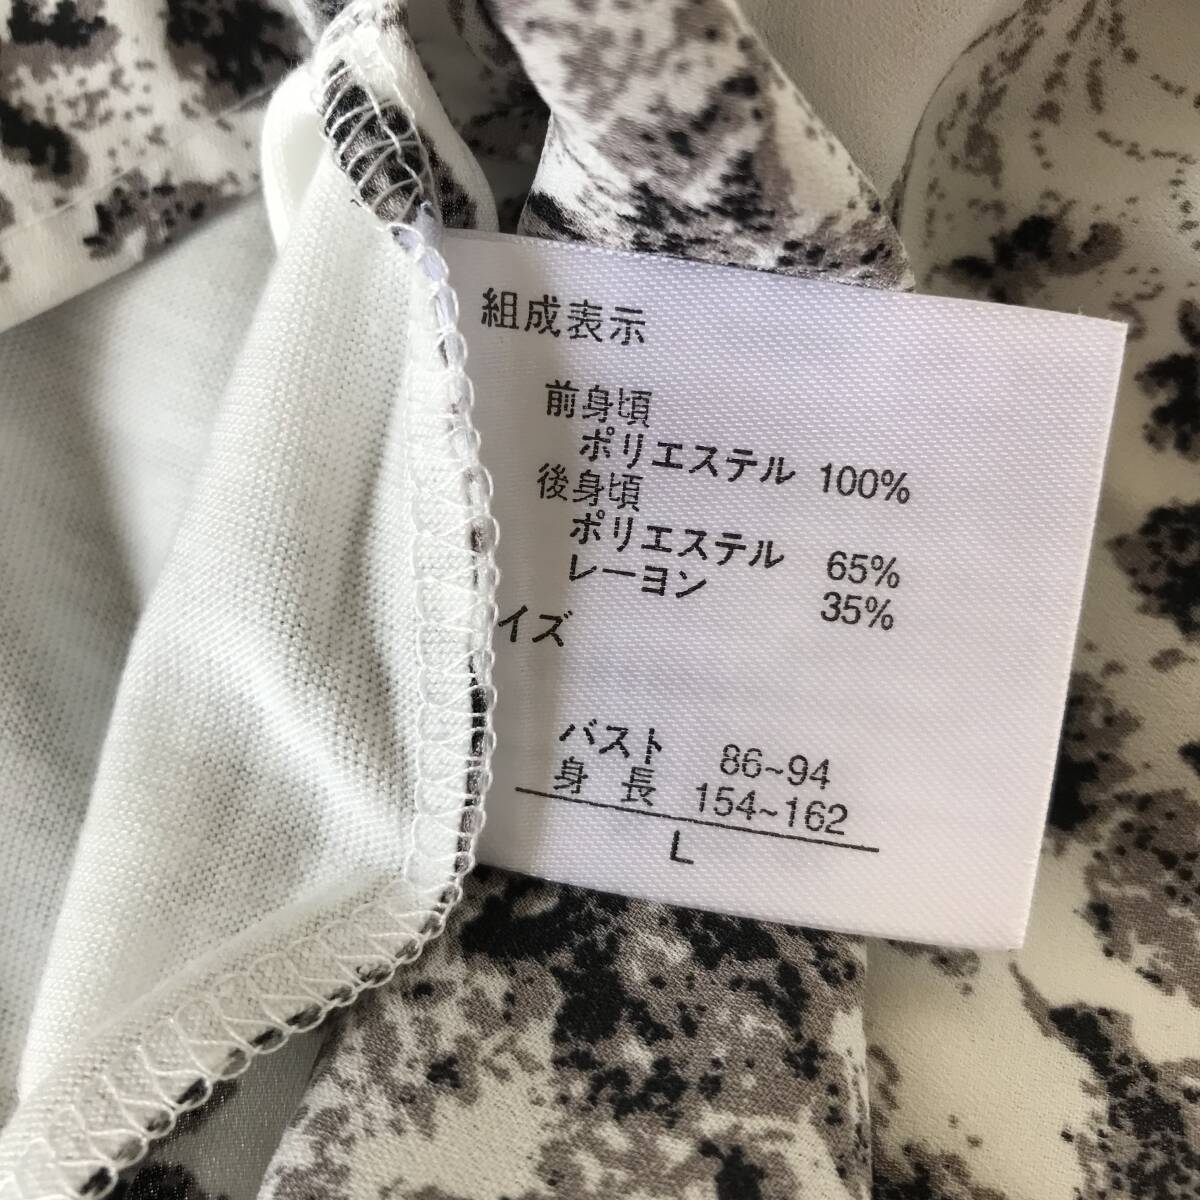 組成表示
前身頃
ポリエステル 100%
後身頃
ポリエステル 65%
レーヨン 35%
イズ
バスト 86~94
身 長 154~162
L